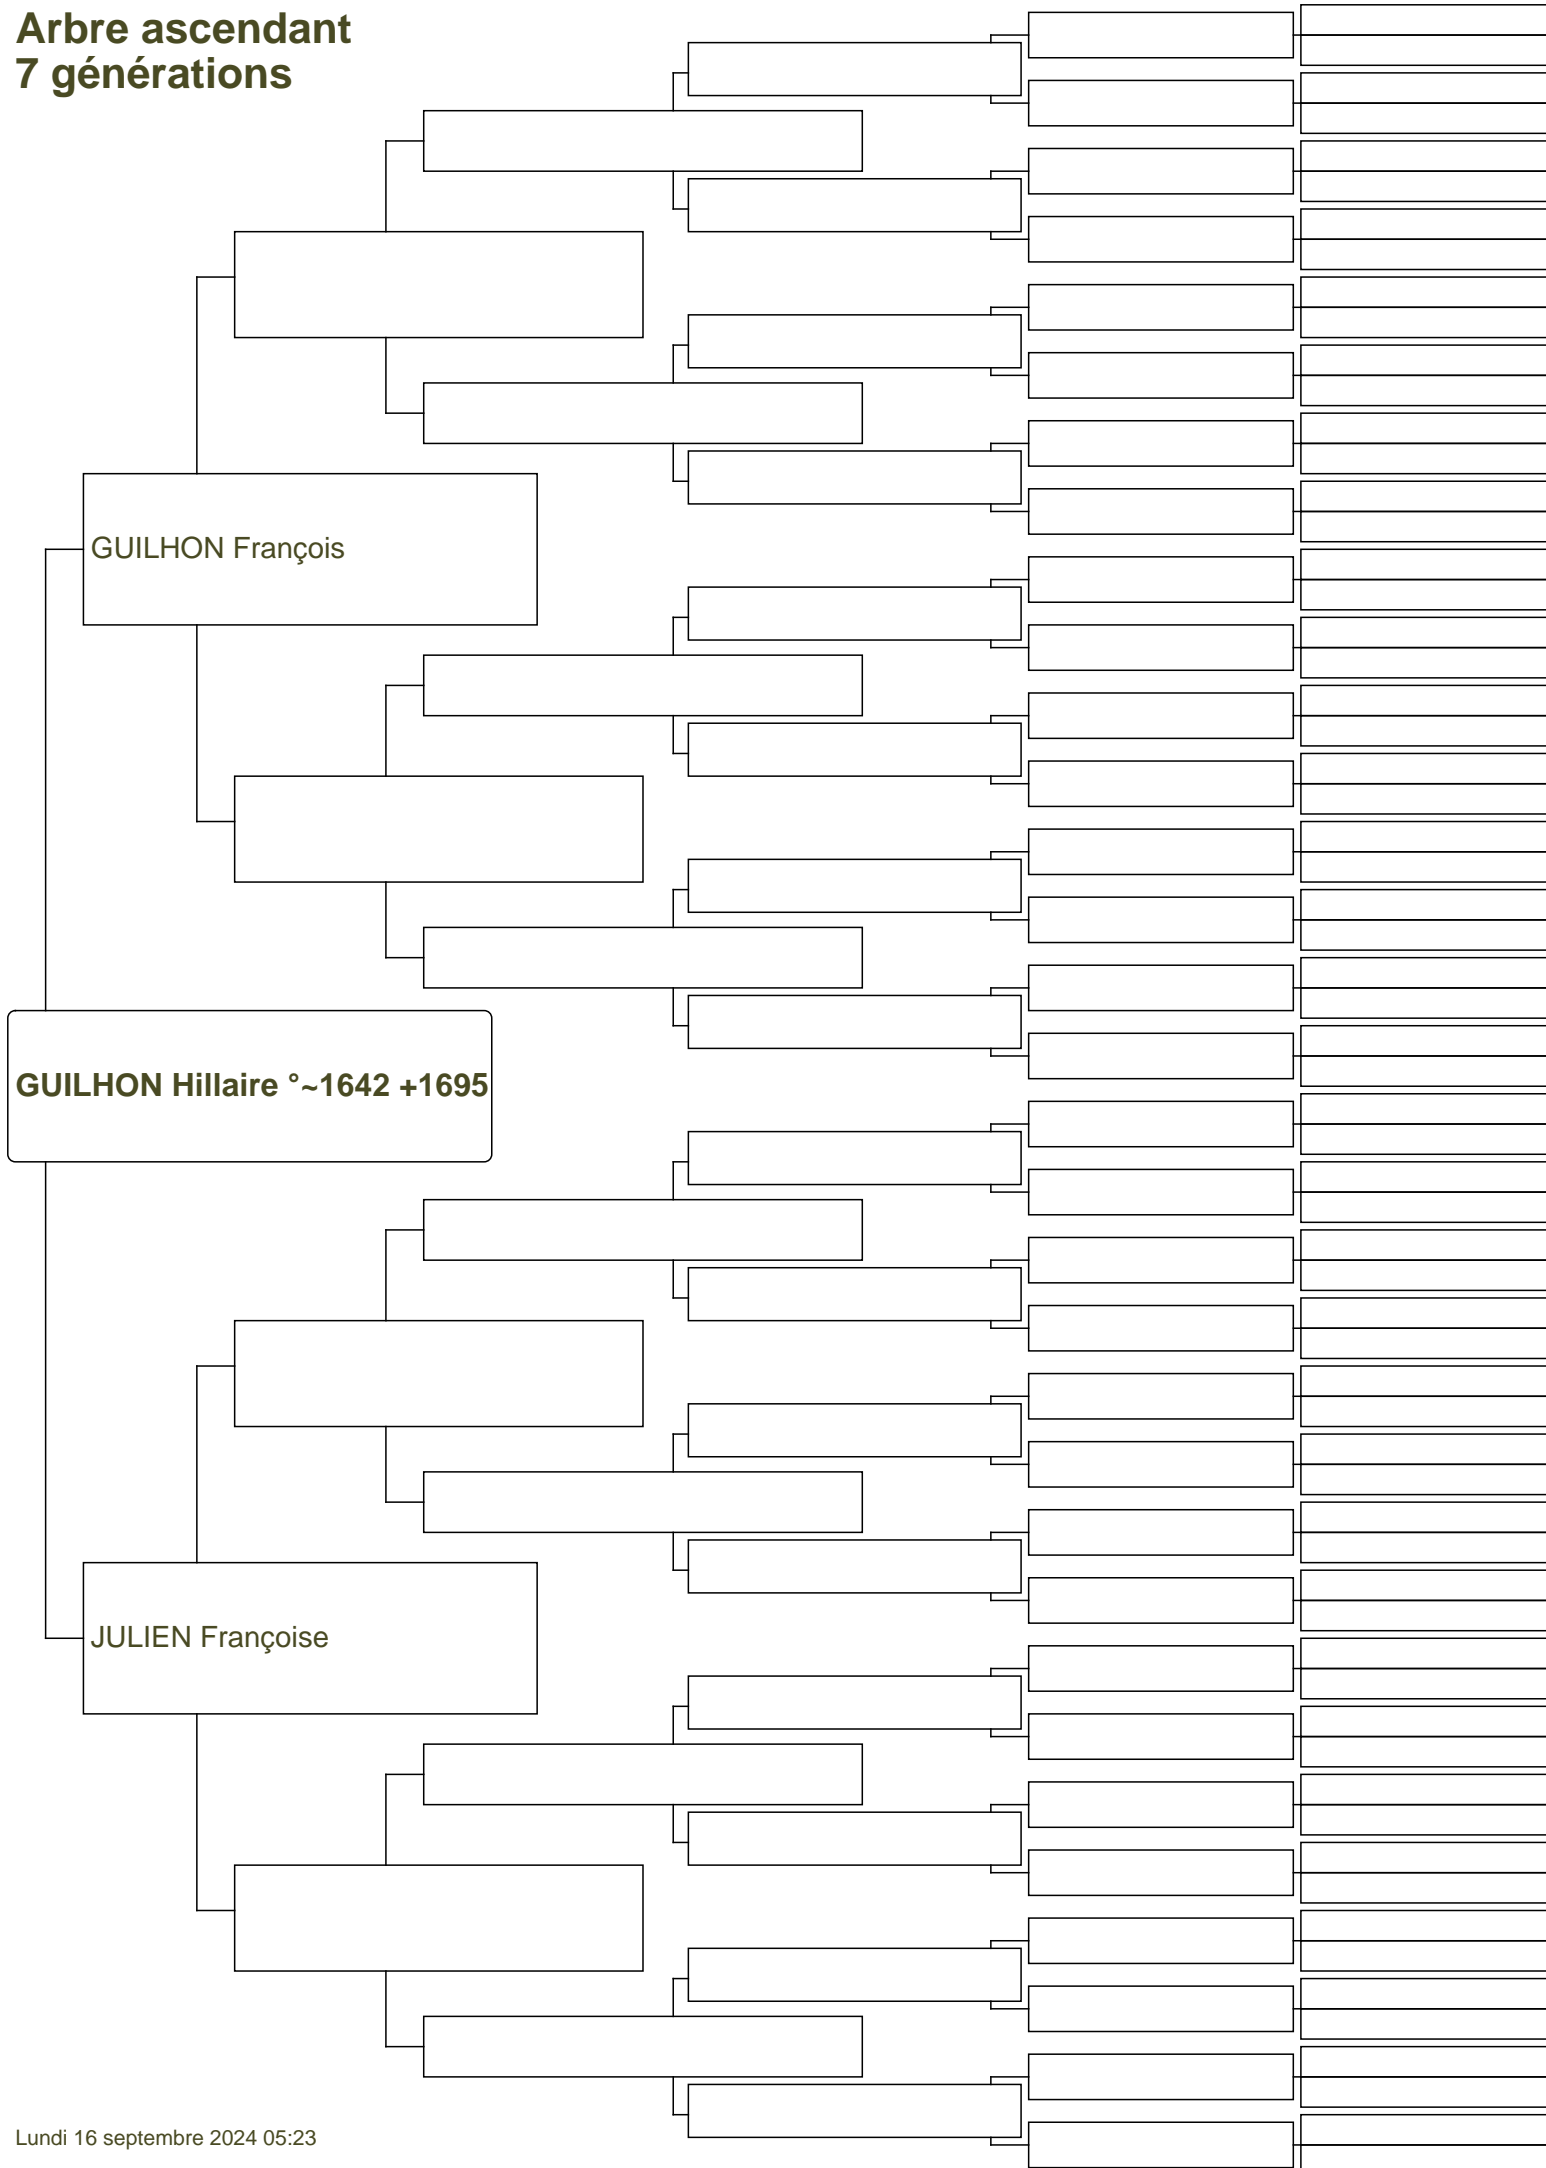 Arbre ascendant
7 générations
GUILHON François
GUILHON Hillaire °~1642 +1695
JULIEN Françoise
Lundi 16 septembre 2024 05:23